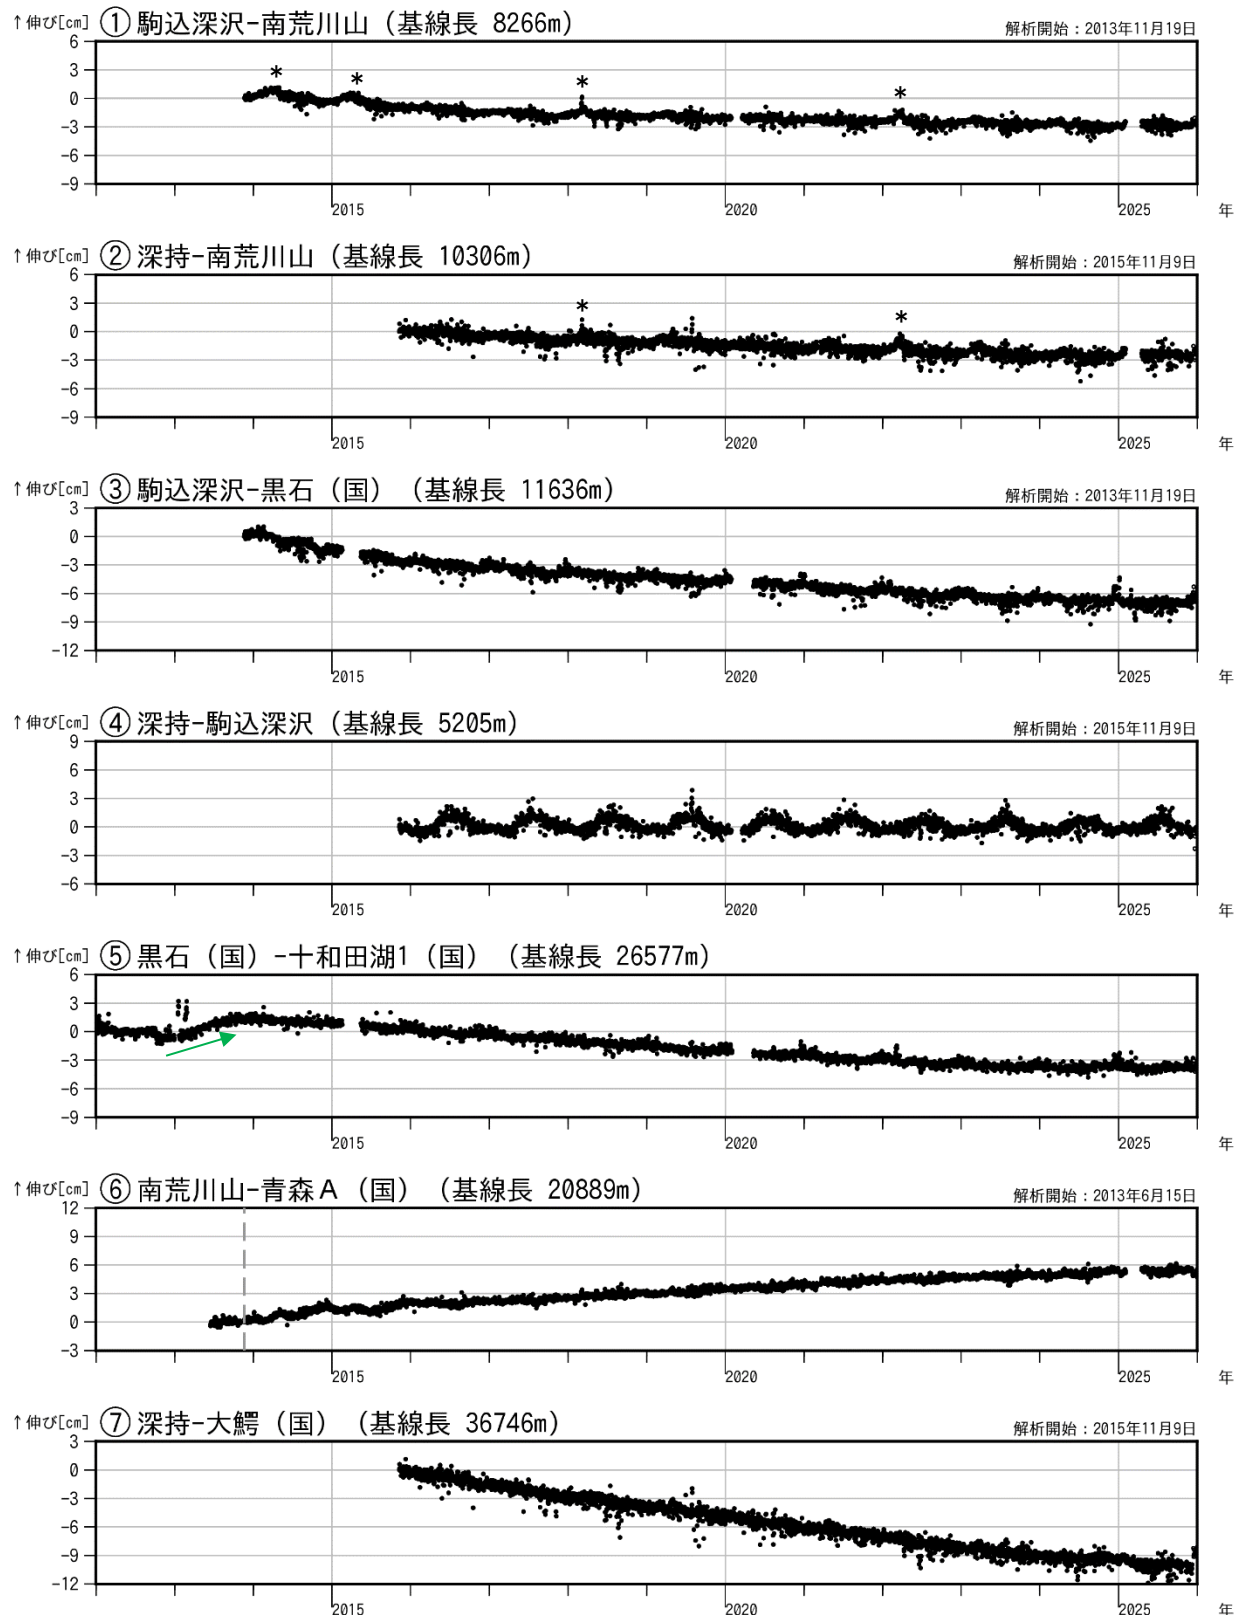 ↑伸び[cm] ①駒込深沢-南荒川山（基線長 8266m） 解析開始：2013年11月19日
6
3
0
-3
-6
-9
* * * *
2015 2020 2025 年
↑伸び[cm] ②深持-南荒川山（基線長 10306m） 解析開始：2015年11月9日
6
3
0
-3
-6
-9
* *
2015 2020 2025 年
↑伸び[cm] ③駒込深沢-黒石（国）（基線長 11636m） 解析開始：2013年11月19日
3
0
-3
-6
-9
-12
2015 2020 2025 年
↑伸び[cm] ④深持-駒込深沢（基線長 5205m） 解析開始：2015年11月9日
9
6
3
0
-3
-6
2015 2020 2025 年
↑伸び[cm] ⑤黒石（国）-十和田湖1（国）（基線長 26577m）
6
3
0
-3
-6
-9
2015 2020 2025 年
↑伸び[cm] ⑥南荒川山-青森Ａ（国）（基線長 20889m） 解析開始：2013年6月15日
12
9
6
3
0
-3
2015 2020 2025 年
↑伸び[cm] ⑦深持-大鰐（国）（基線長 36746m） 解析開始：2015年11月9日
3
0
-3
-6
-9
-12
2015 2020 2025 年